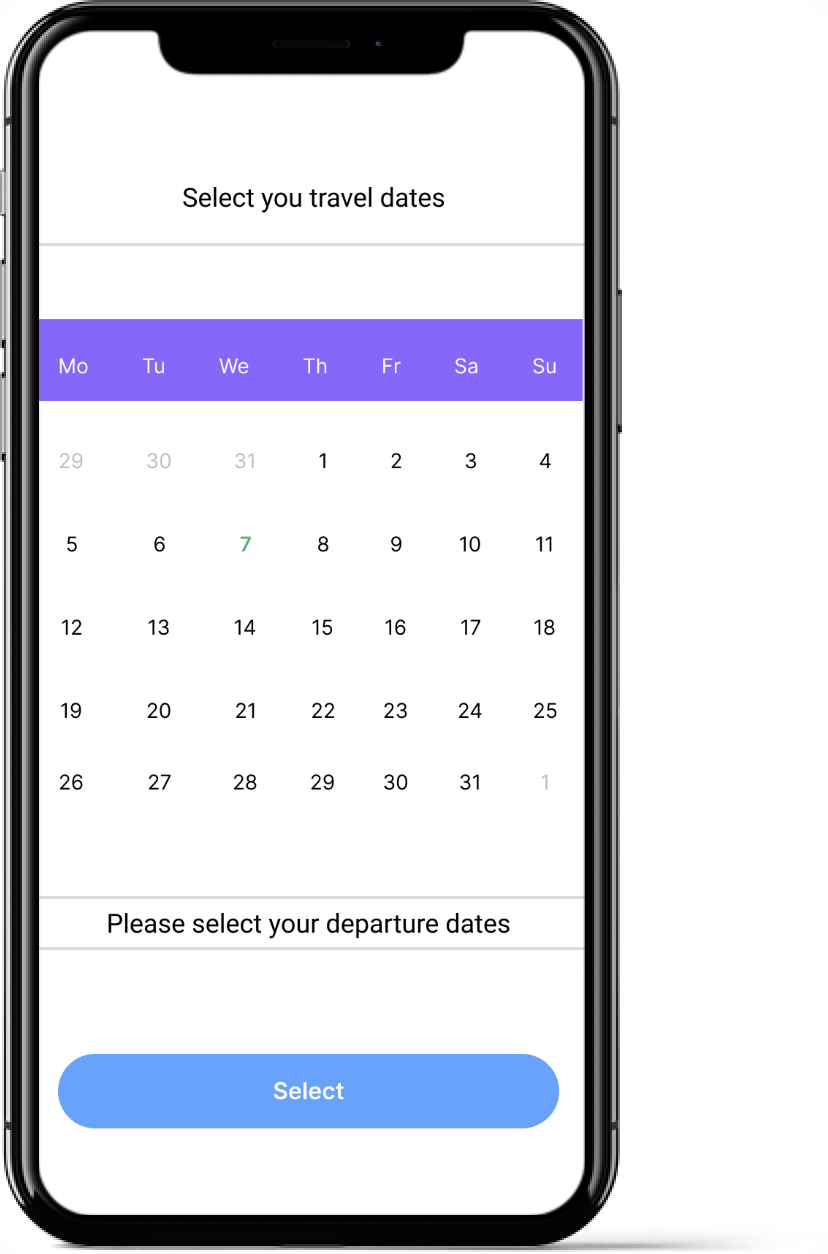 Select you travel dates
Mo Tu We Th Fr Sa Su
29 30 31 1 2 3 4
5 6 7 8 9 10 11
12 13 14 15 16 17 18
19 20 21 22 23 24 25
26 27 28 29 30 31 1
Please select your departure dates
Select